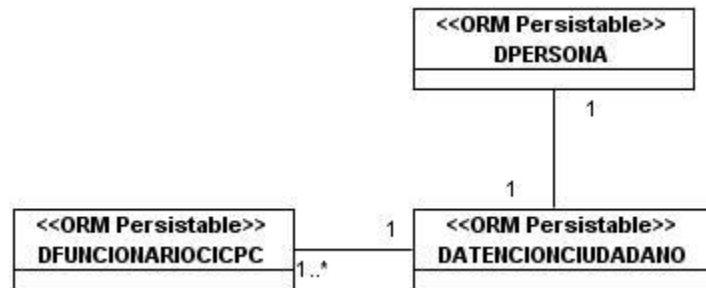 <<ORM Persistable>>
DPERSONA
1
1
<<ORM Persistable>>
DFUNCIONARIOCICPC
1
1..*
<<ORM Persistable>>
DATENCIONCIUDADANO